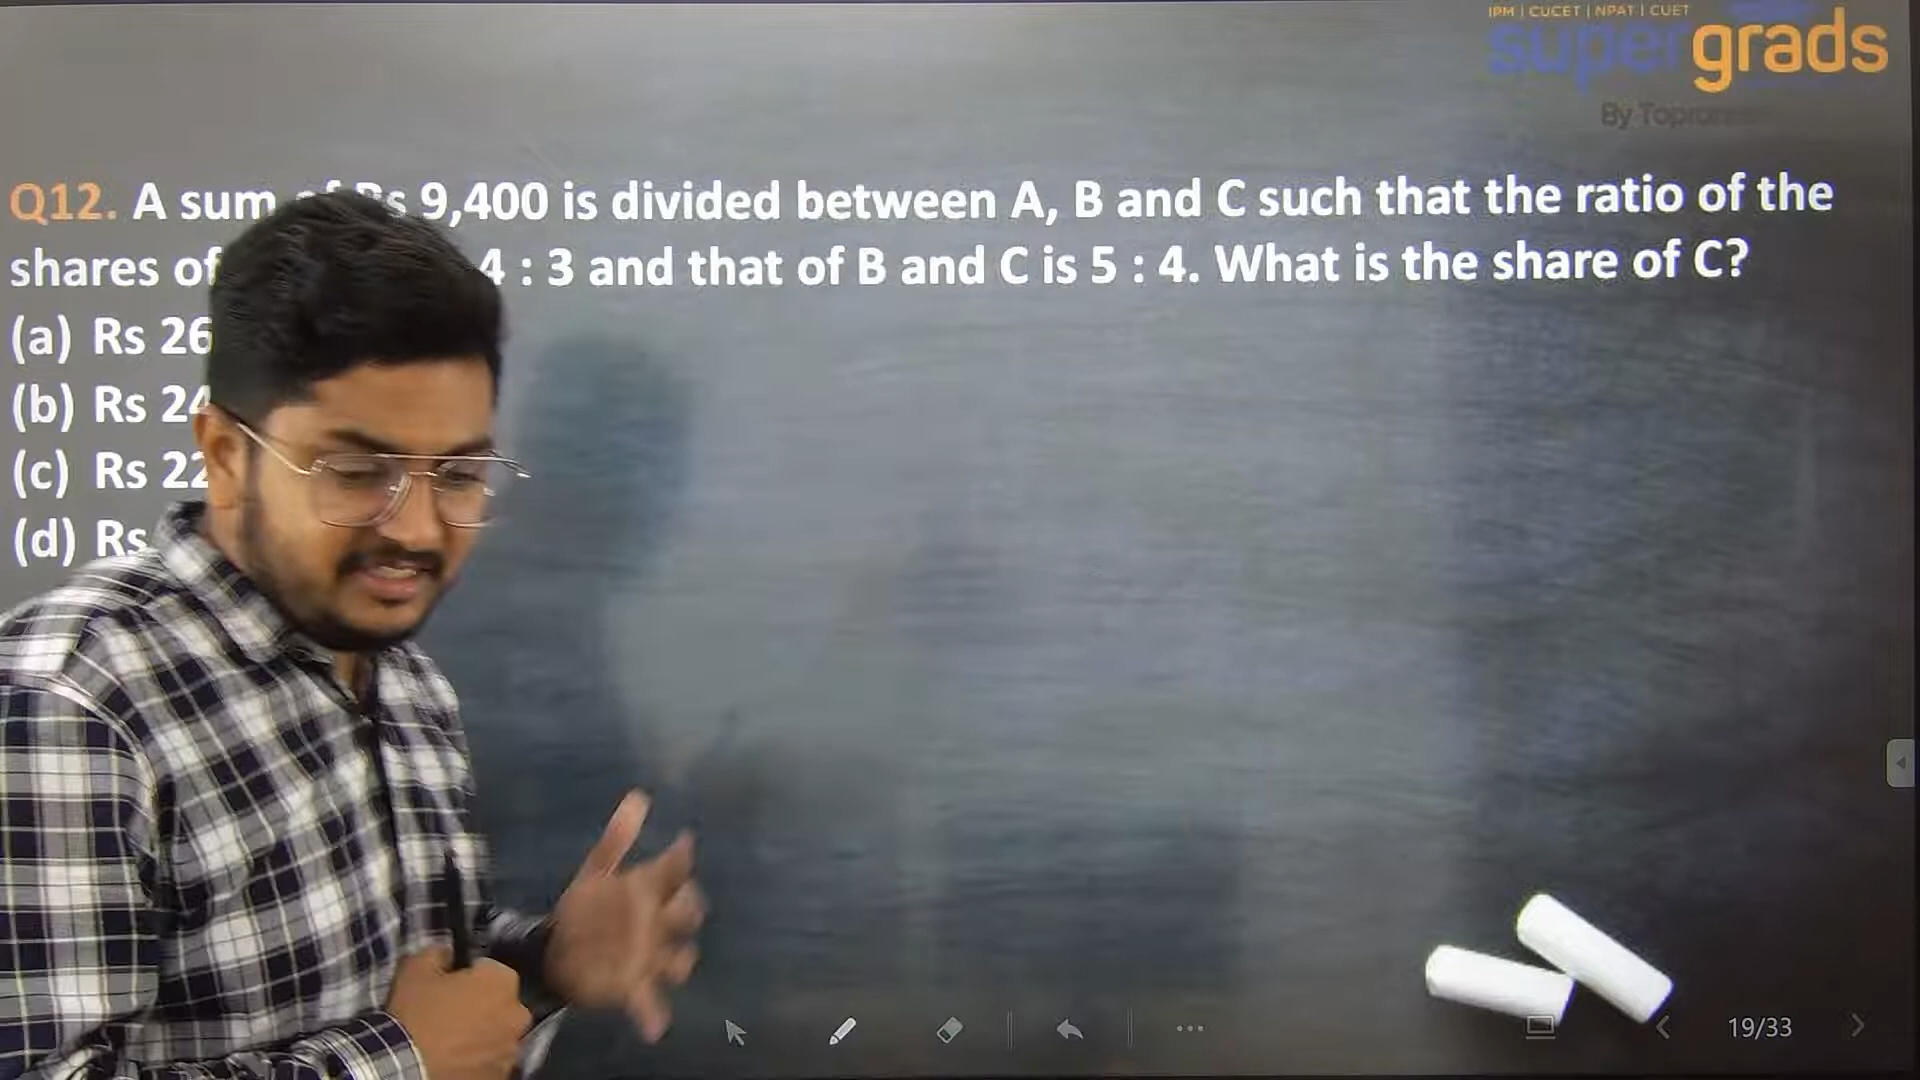 IPM | CUCET | NPAT | CUET
supergrads
By
Q12. A sum 9,400 is divided between A, B and C such that the ratio of the
shares of 4 : 3 and that of B and C is 5 : 4. What is the share of C?
(a) Rs 26
(b) Rs 24
(c) Rs 22
(d) Rs
19/33